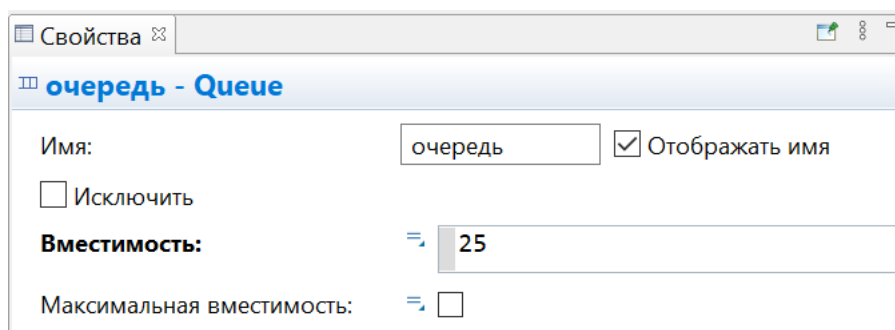 Свойства
очередь - Queue
Имя: очередь Отображать имя
Исключить
Вместимость: 25
Максимальная вместимость: